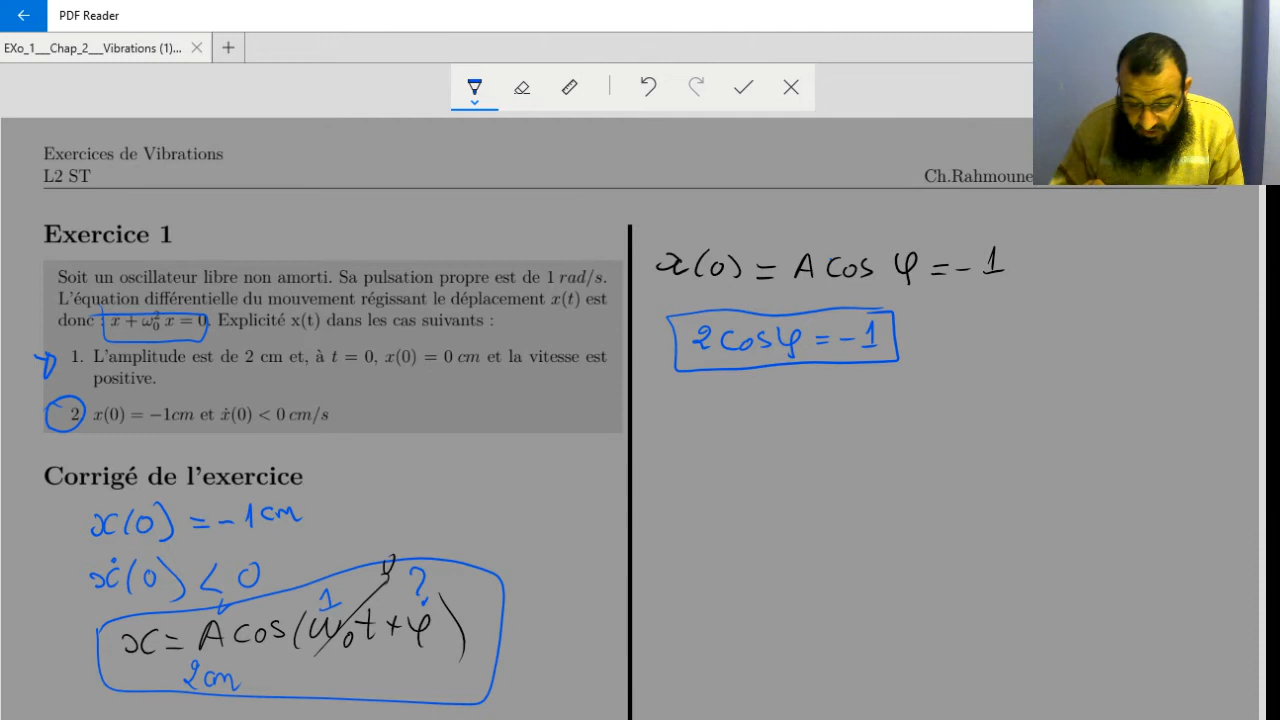 PDF Reader
EXo_1___Chap_2___Vibrations (1)...
Exercices de Vibrations
L2 ST
Ch.Rahmoune
Exercice 1
Soit un oscillateur libre non amorti. Sa pulsation propre est de 1 rad/s.
L'équation différentielle du mouvement régissant le déplacement x(t) est
donc : ẍ + ω₀² x = 0. Explicité x(t) dans les cas suivants :
1. L'amplitude est de 2 cm et, à t = 0, x(0) = 0 cm et la vitesse est
positive.
2. x(0) = −1cm et ẋ(0) < 0 cm/s
Corrigé de l'exercice
x(0) = -1cm
ẋ(0) < 0
1 ?
x = A cos(ω₀t + φ)
2cm
x(0) = A cos φ = -1
2 cos φ = -1